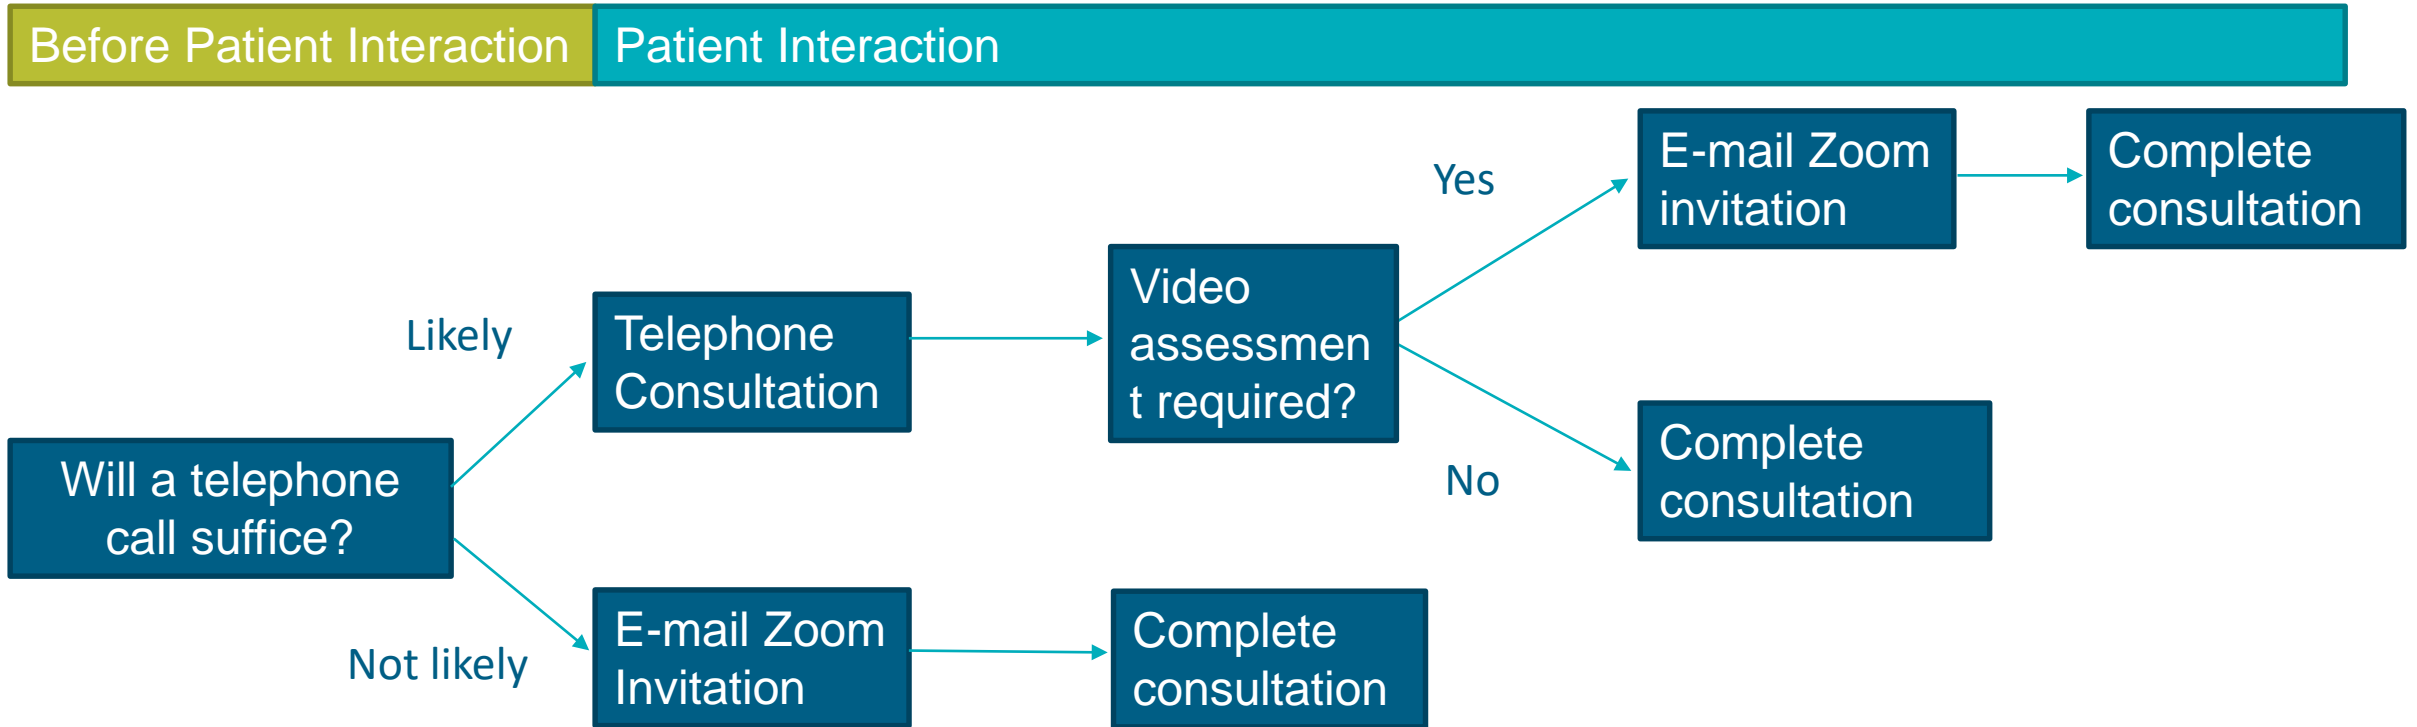 Before Patient Interaction
Patient Interaction
Will a telephone
call suffice?
Likely
Not likely
Telephone
Consultation
E-mail Zoom
Invitation
Video
assessmen
t required?
Complete
consultation
Yes
No
E-mail Zoom
invitation
Complete
consultation
Complete
consultation